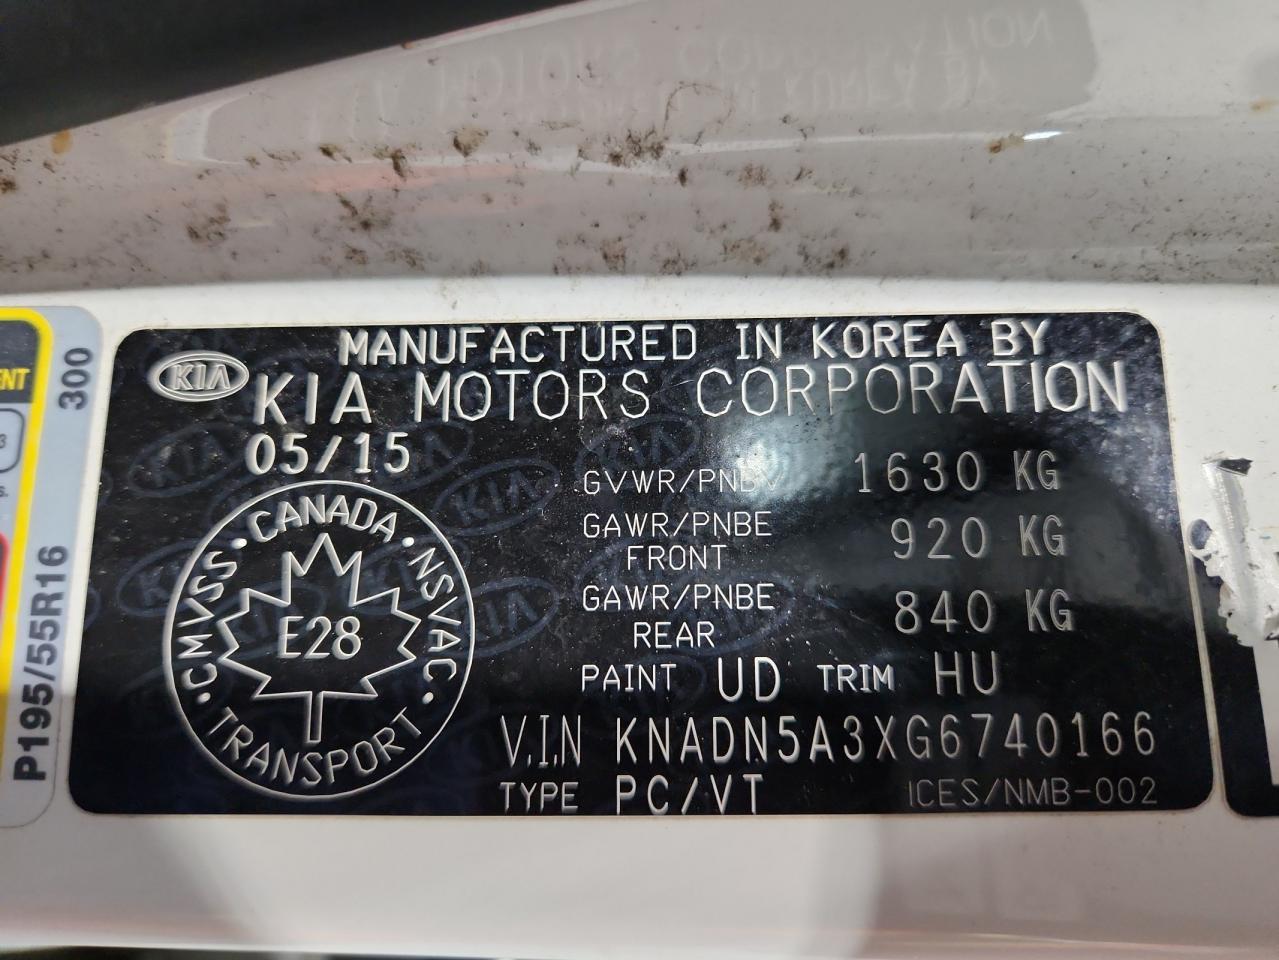 MANUFACTURED IN KOREA BY
KIA
KIA MOTORS CORPORATION
05/15
GVWR/PNBV 1630 KG
GAWR/PNBE 920 KG
FRONT
GAWR/PNBE 840 KG
REAR
PAINT UD TRIM HU
V.I.N KNADN5A3XG6740166
TYPE PC/VT ICES/NMB-002
CANADA · NSVAC · TRANSPORT · CMVSS ·
E28
300
P195/55R16